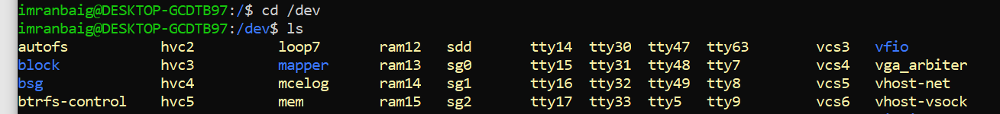 imranbaig@DESKTOP-GCDTB97:/$ cd /dev
imranbaig@DESKTOP-GCDTB97:/dev$ ls
autofs hvc2 loop7 ram12 sdd tty14 tty30 tty47 tty63 vcs3 vfio
block hvc3 mapper ram13 sg0 tty15 tty31 tty48 tty7 vcs4 vga_arbiter
bsg hvc4 mcelog ram14 sg1 tty16 tty32 tty49 tty8 vcs5 vhost-net
btrfs-control hvc5 mem ram15 sg2 tty17 tty33 tty5 tty9 vcs6 vhost-vsock